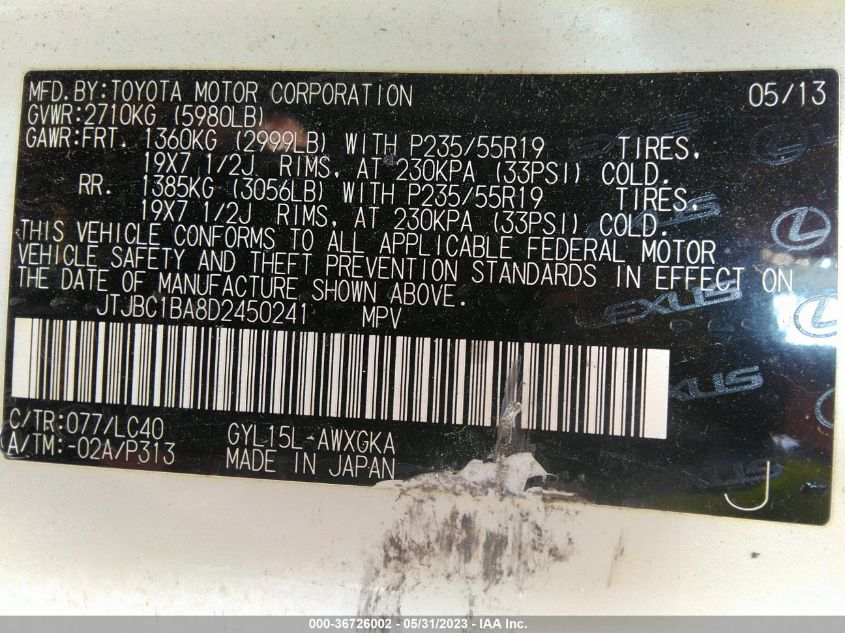 MFD.BY:TOYOTA MOTOR CORPORATION 05/13
GVWR:2710KG (5980LB)
GAWR:FRT. 1360KG (2999LB) WITH P235/55R19 TIRES,
19X7 1/2J RIMS, AT 230KPA (33PSI) COLD.
RR. 1385KG (3056LB) WITH P235/55R19 TIRES,
19X7 1/2J RIMS, AT 230KPA (33PSI) COLD.
THIS VEHICLE CONFORMS TO ALL APPLICABLE FEDERAL MOTOR
VEHICLE SAFETY AND THEFT PREVENTION STANDARDS IN EFFECT ON
THE DATE OF MANUFACTURE SHOWN ABOVE.
JTJBC1BA8D2450241 MPV
LEXUS
LEXUS
C/TR:077/LC40 GYL15L-AWXGKA
A/TM:-02A/P313 MADE IN JAPAN
J
000-36726002 - 05/31/2023 - IAA Inc.